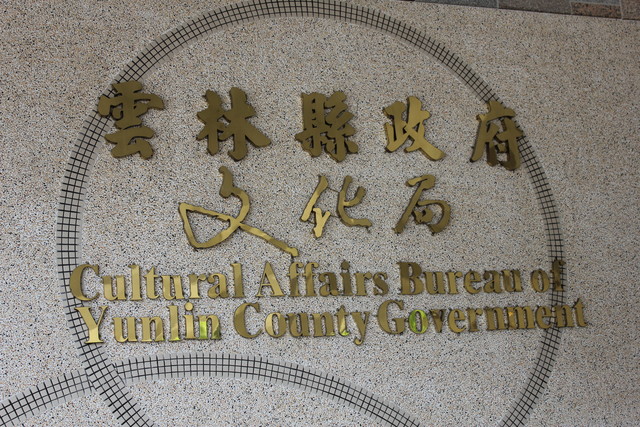 雲林縣政府
文化局
Cultural Affairs Bureau of
Yunlin County Government